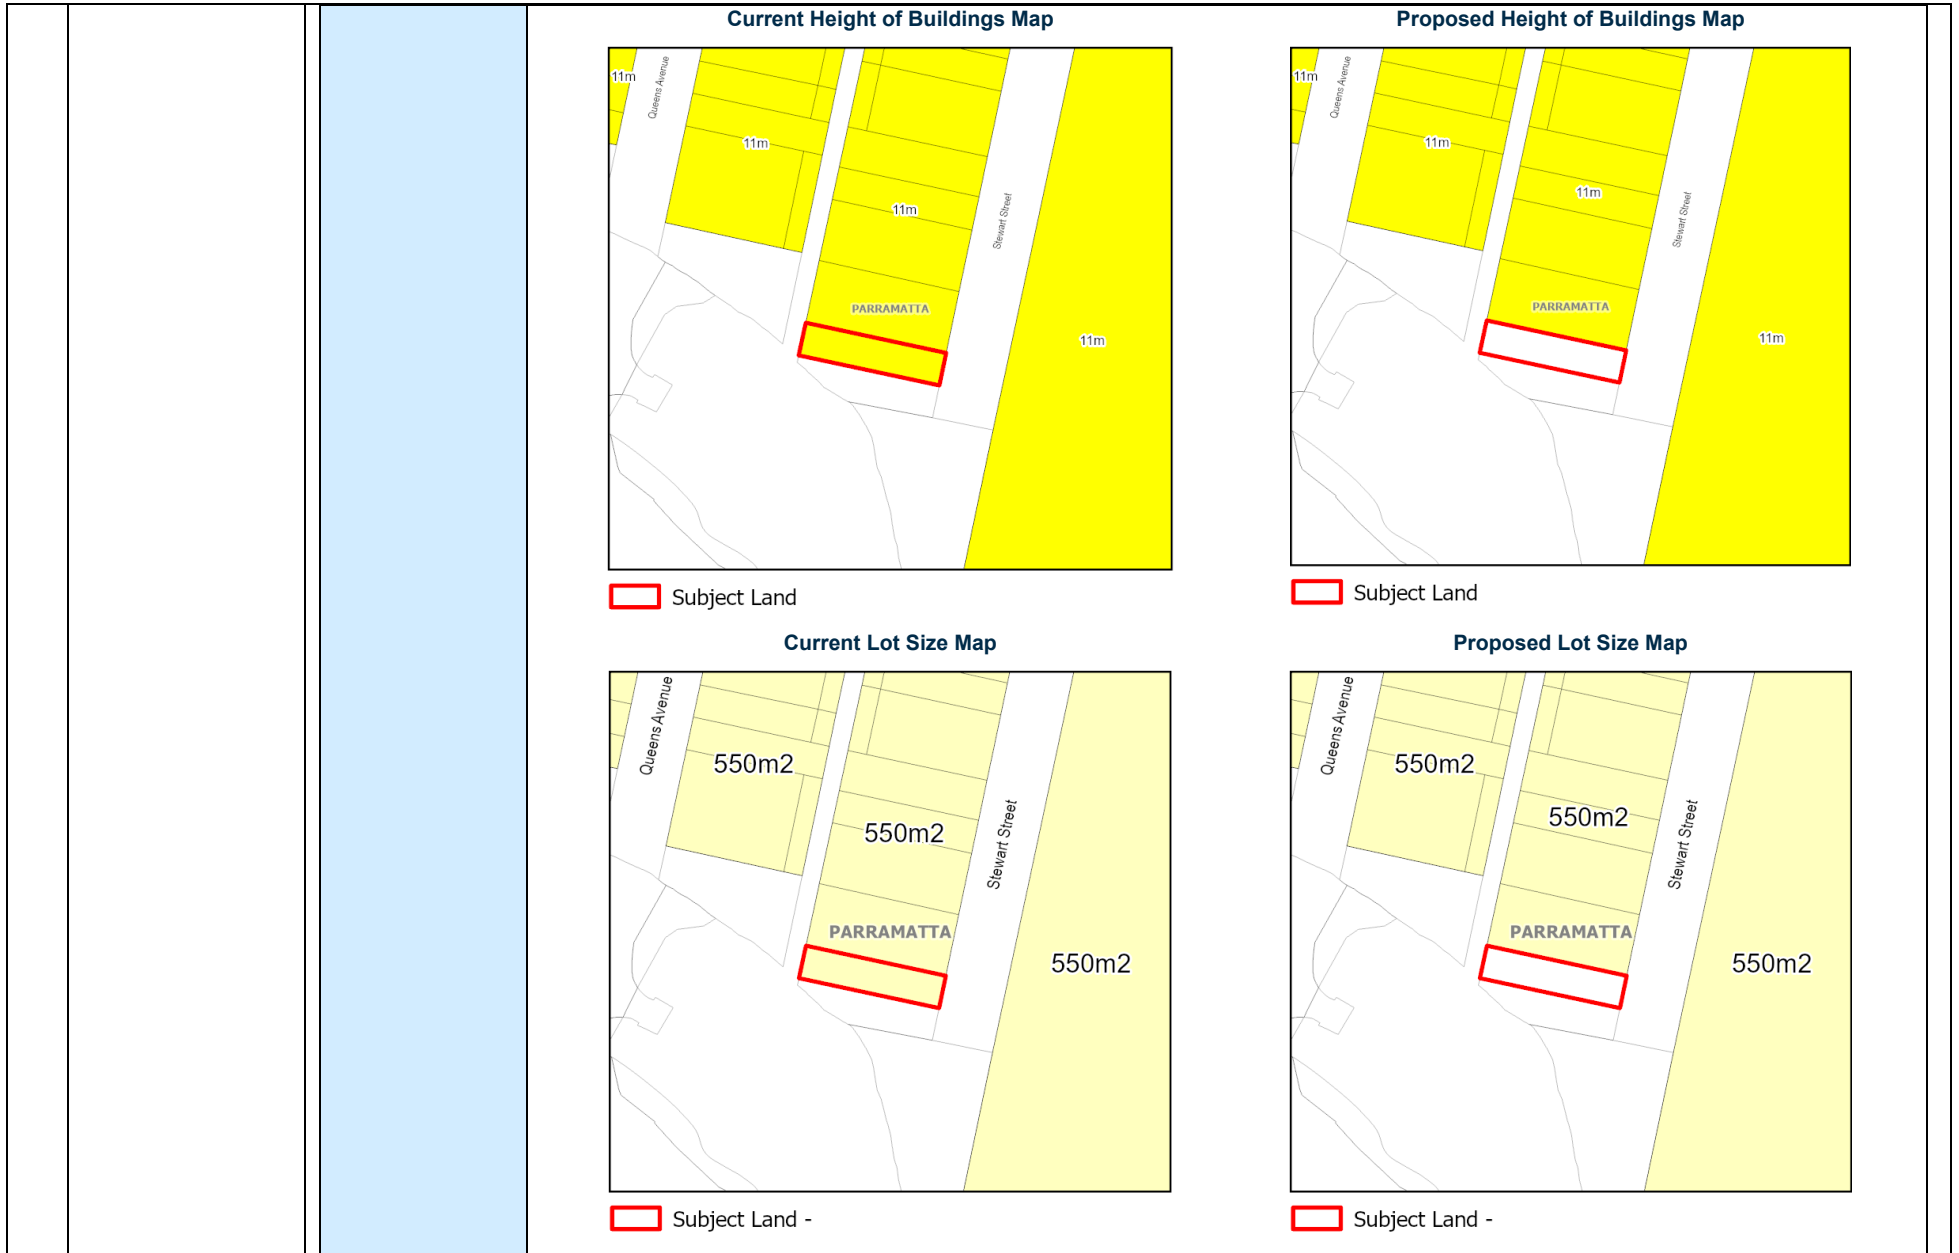 Current Height of Buildings Map
Proposed Height of Buildings Map
11m
Queens Avenue
11m
11m
Stewart Street
PARRAMATTA
11m
11m
Queens Avenue
11m
11m
Stewart Street
PARRAMATTA
11m
Subject Land
Subject Land
Current Lot Size Map
Proposed Lot Size Map
Queens Avenue
550m2
550m2
Stewart Street
PARRAMATTA
550m2
Queens Avenue
550m2
550m2
Stewart Street
PARRAMATTA
550m2
Subject Land -
Subject Land -